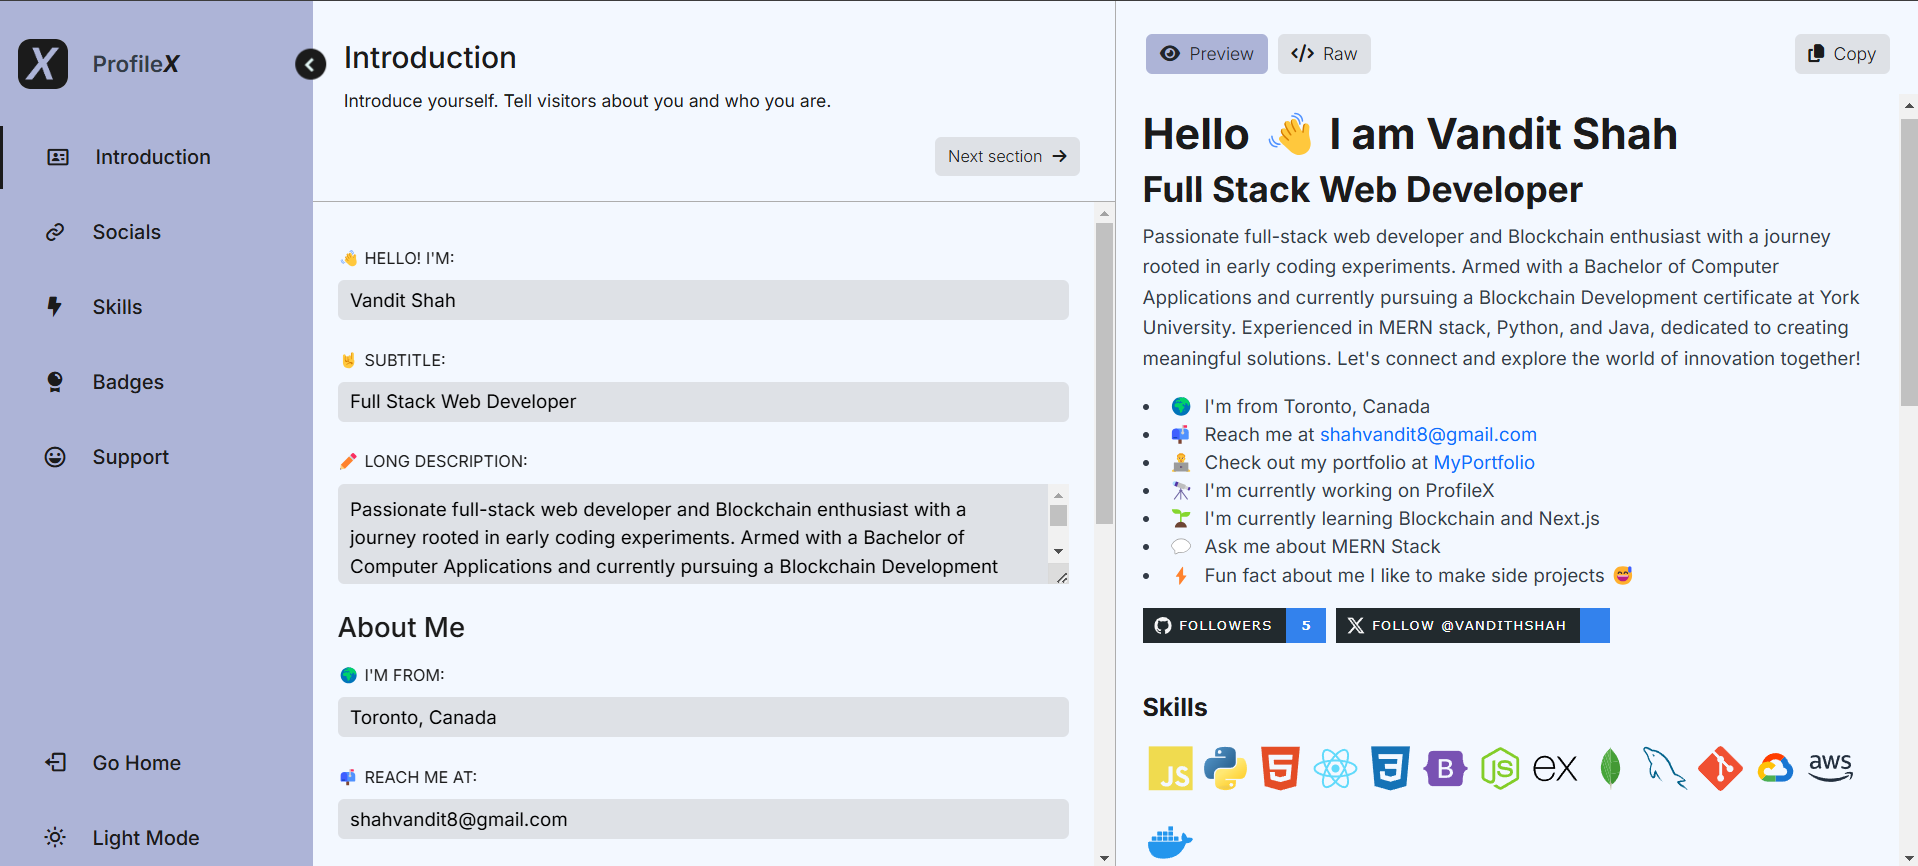 X
ProfileX
Introduction
Socials
Skills
Badges
Support
Go Home
Light Mode
Introduction
Introduce yourself. Tell visitors about you and who you are.
Next section
HELLO! I'M:
Vandit Shah
SUBTITLE:
Full Stack Web Developer
LONG DESCRIPTION:
Passionate full-stack web developer and Blockchain enthusiast with a
journey rooted in early coding experiments. Armed with a Bachelor of
Computer Applications and currently pursuing a Blockchain Development
About Me
I'M FROM:
Toronto, Canada
REACH ME AT:
shahvandit8@gmail.com
Preview
</> Raw
Copy
Hello 👋 I am Vandit Shah
Full Stack Web Developer
Passionate full-stack web developer and Blockchain enthusiast with a journey
rooted in early coding experiments. Armed with a Bachelor of Computer
Applications and currently pursuing a Blockchain Development certificate at York
University. Experienced in MERN stack, Python, and Java, dedicated to creating
meaningful solutions. Let's connect and explore the world of innovation together!
I'm from Toronto, Canada
Reach me at shahvandit8@gmail.com
Check out my portfolio at MyPortfolio
I'm currently working on ProfileX
I'm currently learning Blockchain and Next.js
Ask me about MERN Stack
Fun fact about me I like to make side projects 😅
FOLLOWERS 5
X FOLLOW @VANDITHSHAH
Skills
JS 5 3 B JS ex aws